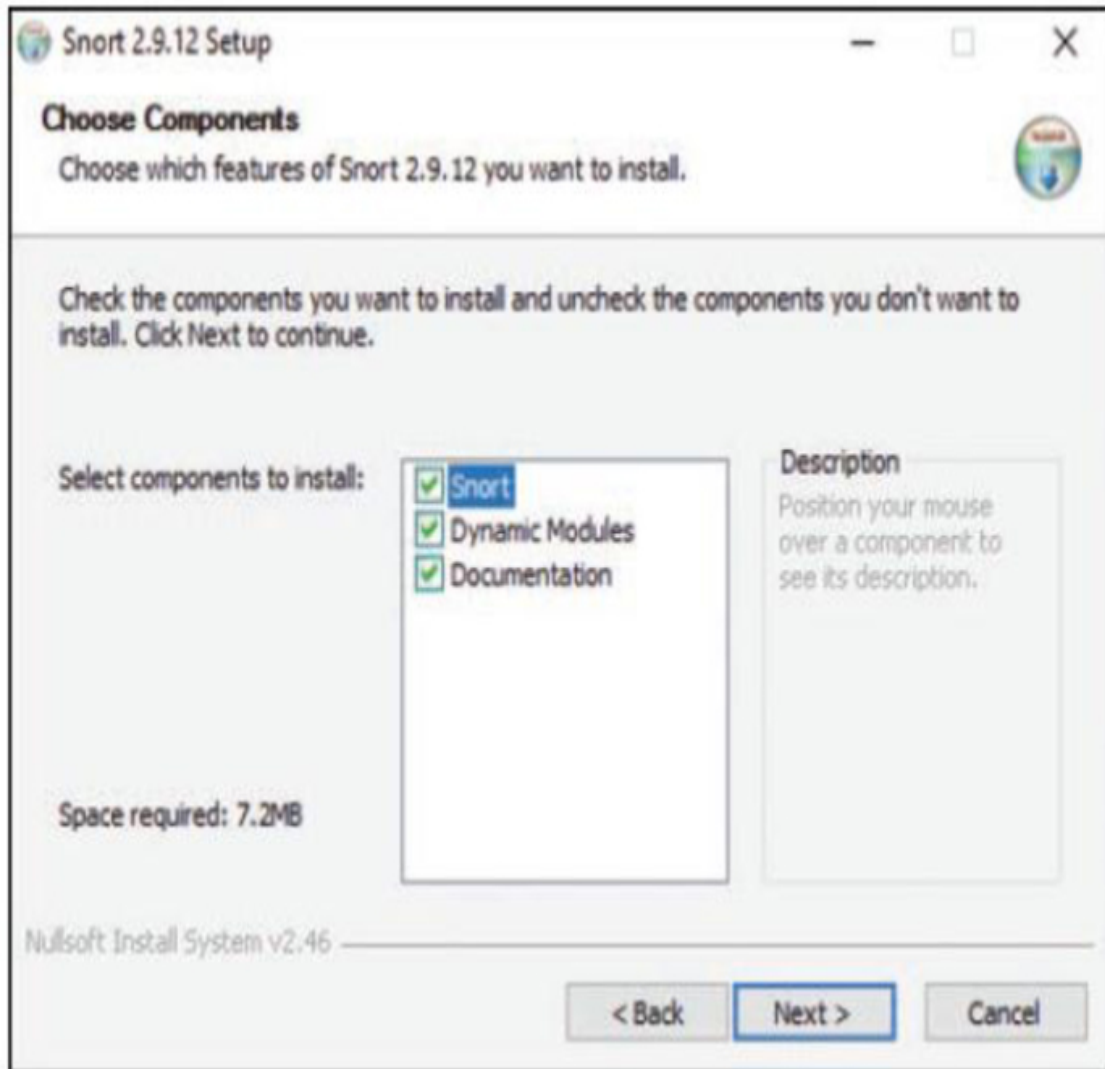 Snort 2.9.12 Setup
Choose Components
Choose which features of Snort 2.9.12 you want to install.
Check the components you want to install and uncheck the components you don't want to
install. Click Next to continue.
Select components to install:
Snort
Dynamic Modules
Documentation
Description
Position your mouse
over a component to
see its description.
Space required: 7.2MB
Nullsoft Install System v2.46
< Back
Next >
Cancel